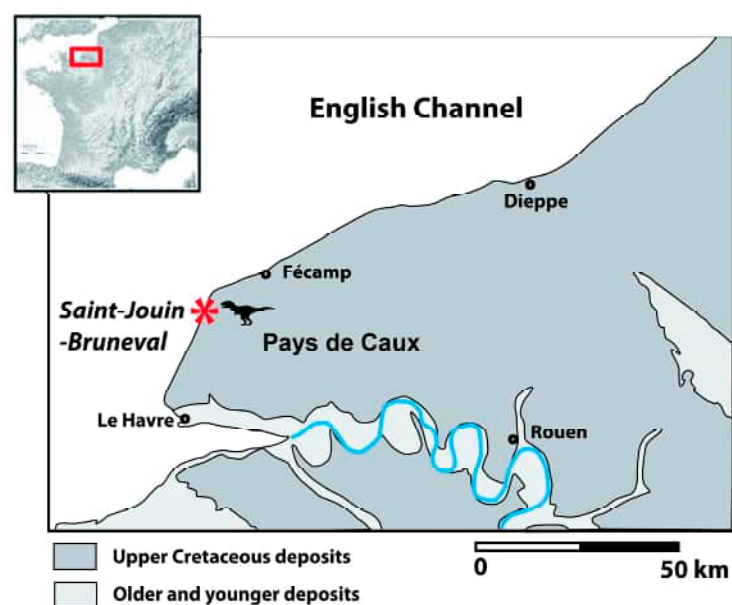 English Channel
Dieppe
Fécamp
Saint-Jouin
-Bruneval
Pays de Caux
Le Havre
Rouen
Upper Cretaceous deposits
Older and younger deposits
0
50 km